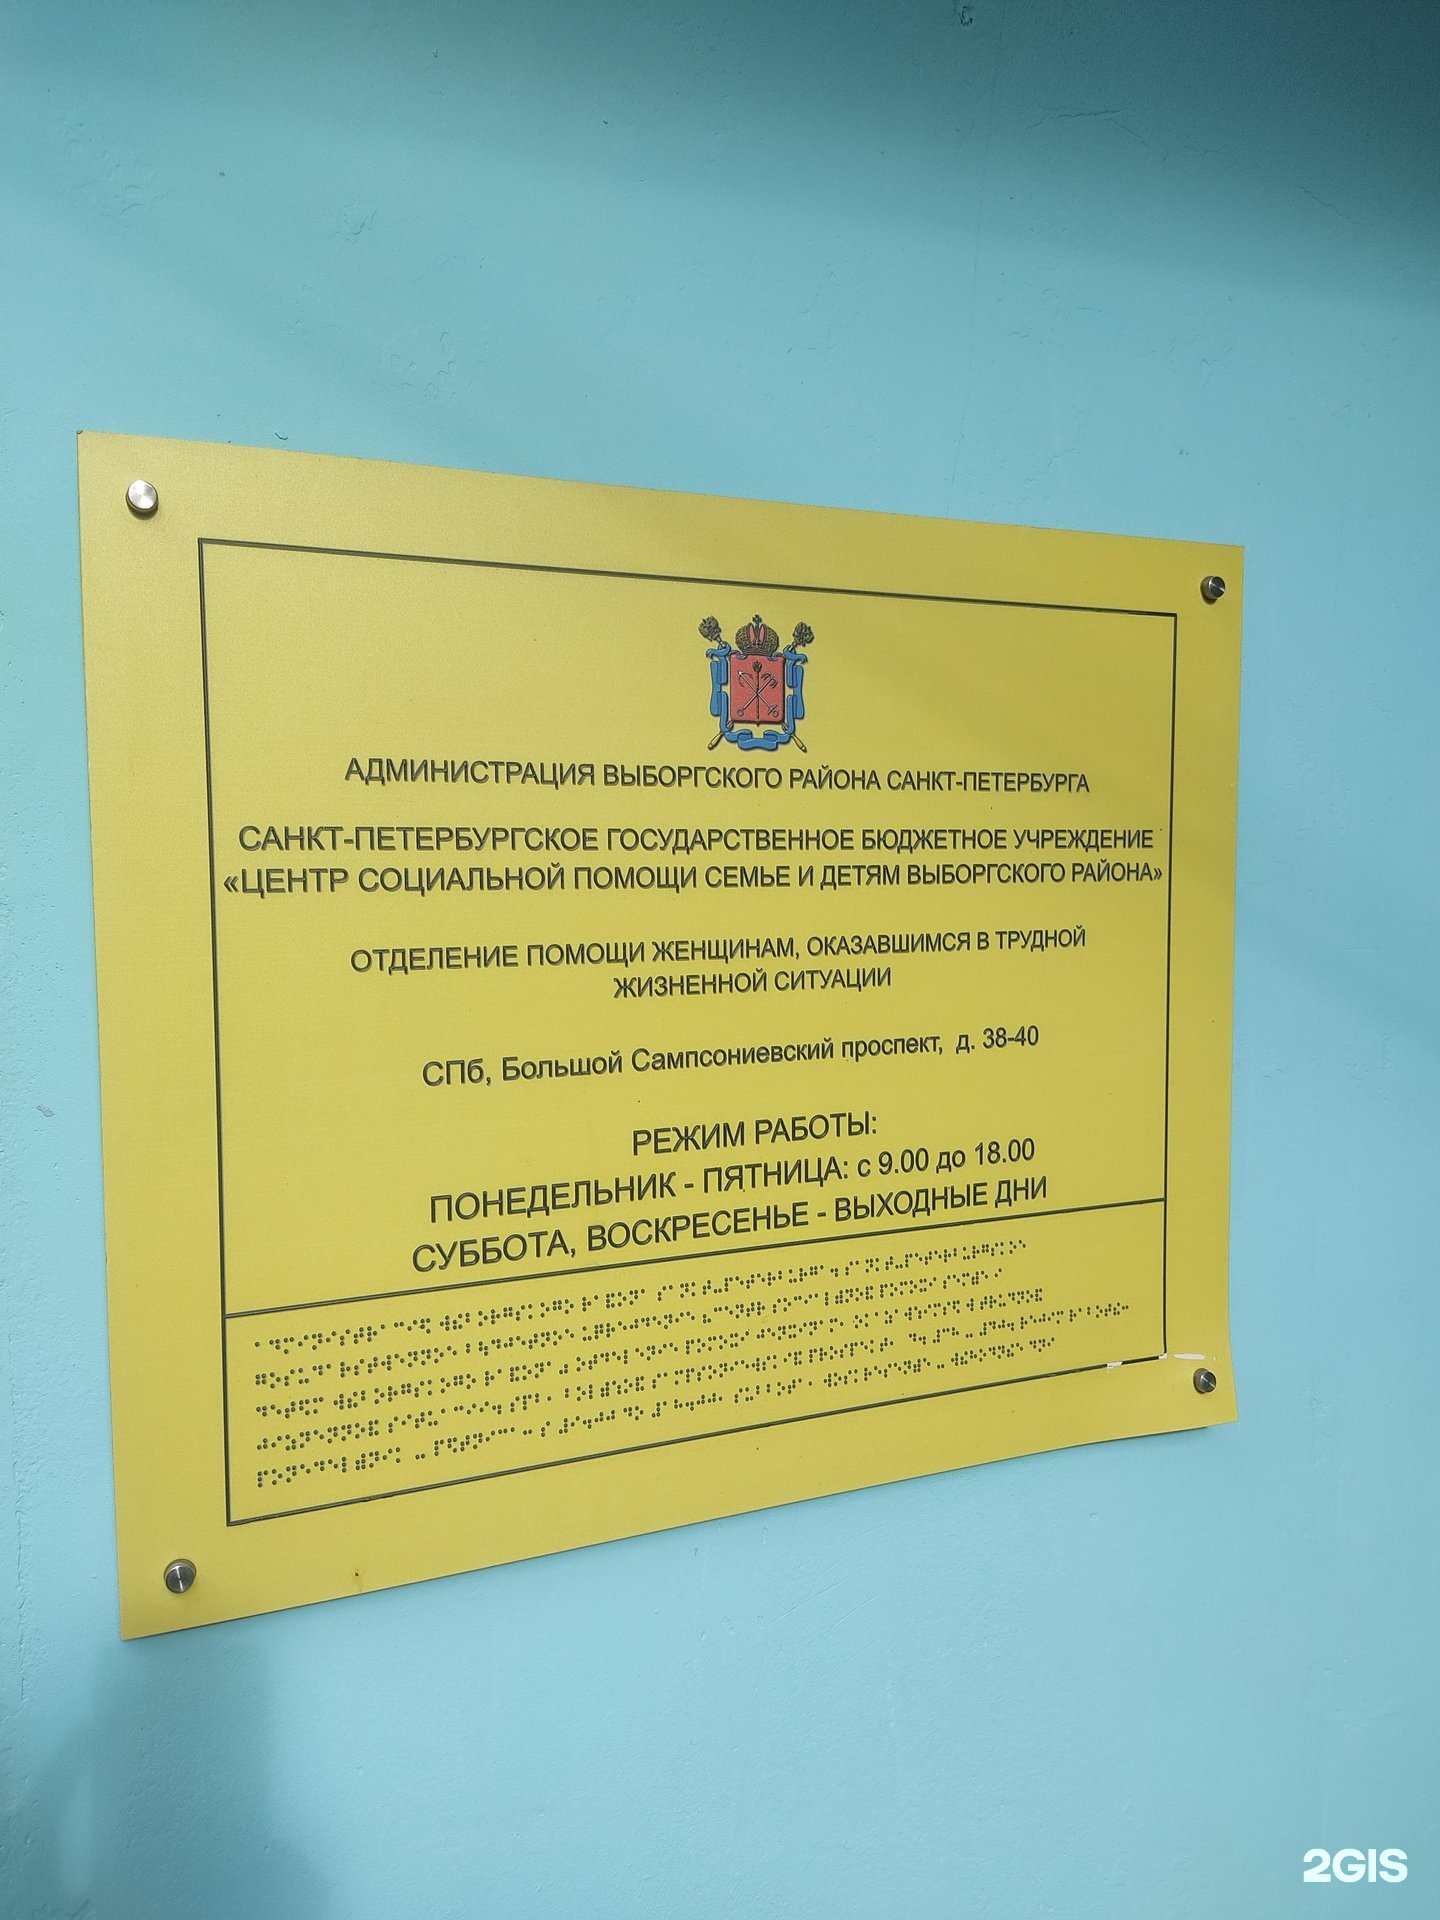 АДМИНИСТРАЦИЯ ВЫБОРГСКОГО РАЙОНА САНКТ-ПЕТЕРБУРГА
САНКТ-ПЕТЕРБУРГСКОЕ ГОСУДАРСТВЕННОЕ БЮДЖЕТНОЕ УЧРЕЖДЕНИЕ
«ЦЕНТР СОЦИАЛЬНОЙ ПОМОЩИ СЕМЬЕ И ДЕТЯМ ВЫБОРГСКОГО РАЙОНА»
ОТДЕЛЕНИЕ ПОМОЩИ ЖЕНЩИНАМ, ОКАЗАВШИМСЯ В ТРУДНОЙ
ЖИЗНЕННОЙ СИТУАЦИИ
СПб, Большой Сампсониевский проспект, д. 38-40
РЕЖИМ РАБОТЫ:
ПОНЕДЕЛЬНИК - ПЯТНИЦА: с 9.00 до 18.00
СУББОТА, ВОСКРЕСЕНЬЕ - ВЫХОДНЫЕ ДНИ
2GIS